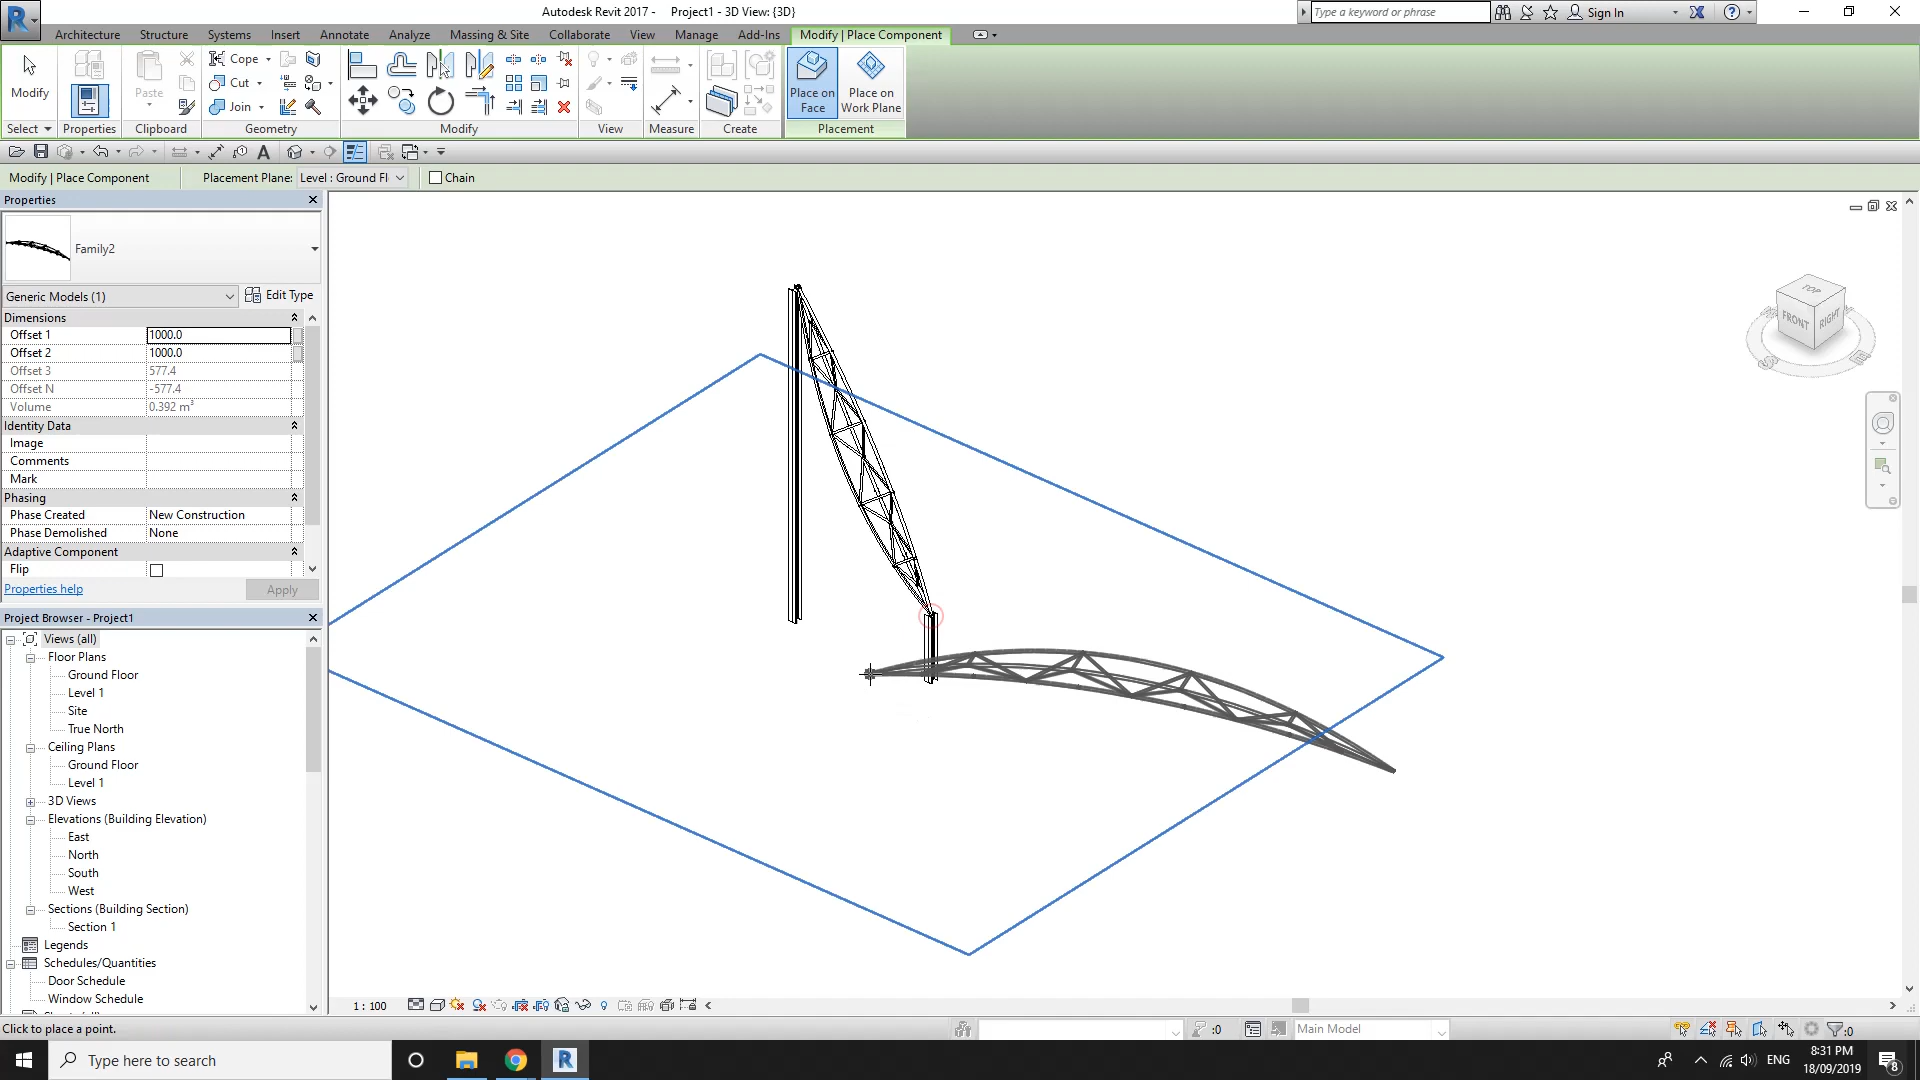 Autodesk Revit 2017 - Project1 - 3D View: {3D}
Type a keyword or phrase
Sign In
Architecture Structure Systems Insert Annotate Analyze Massing & Site Collaborate View Manage Add-Ins Modify | Place Component
Modify
Paste
Cope
Cut
Join
Place on Face
Place on Work Plane
Select Properties Clipboard Geometry Modify View Measure Create Placement
Modify | Place Component Placement Plane: Level : Ground Fl Chain
Properties
Family2
Generic Models (1) Edit Type
Dimensions
Offset 1 1000.0
Offset 2 1000.0
Offset 3 577.4
Offset N -577.4
Volume 0.392 m³
Identity Data
Image
Comments
Mark
Phasing
Phase Created New Construction
Phase Demolished None
Adaptive Component
Flip
Properties help Apply
Project Browser - Project1
Views (all)
Floor Plans
Ground Floor
Level 1
Site
True North
Ceiling Plans
Ground Floor
Level 1
3D Views
Elevations (Building Elevation)
East
North
South
West
Sections (Building Section)
Section 1
Legends
Schedules/Quantities
Door Schedule
Window Schedule
TOP
FRONT
RIGHT
S
E
1 : 100
Click to place a point.
:0
Main Model
:0
Type here to search
ENG
8:31 PM
18/09/2019
8